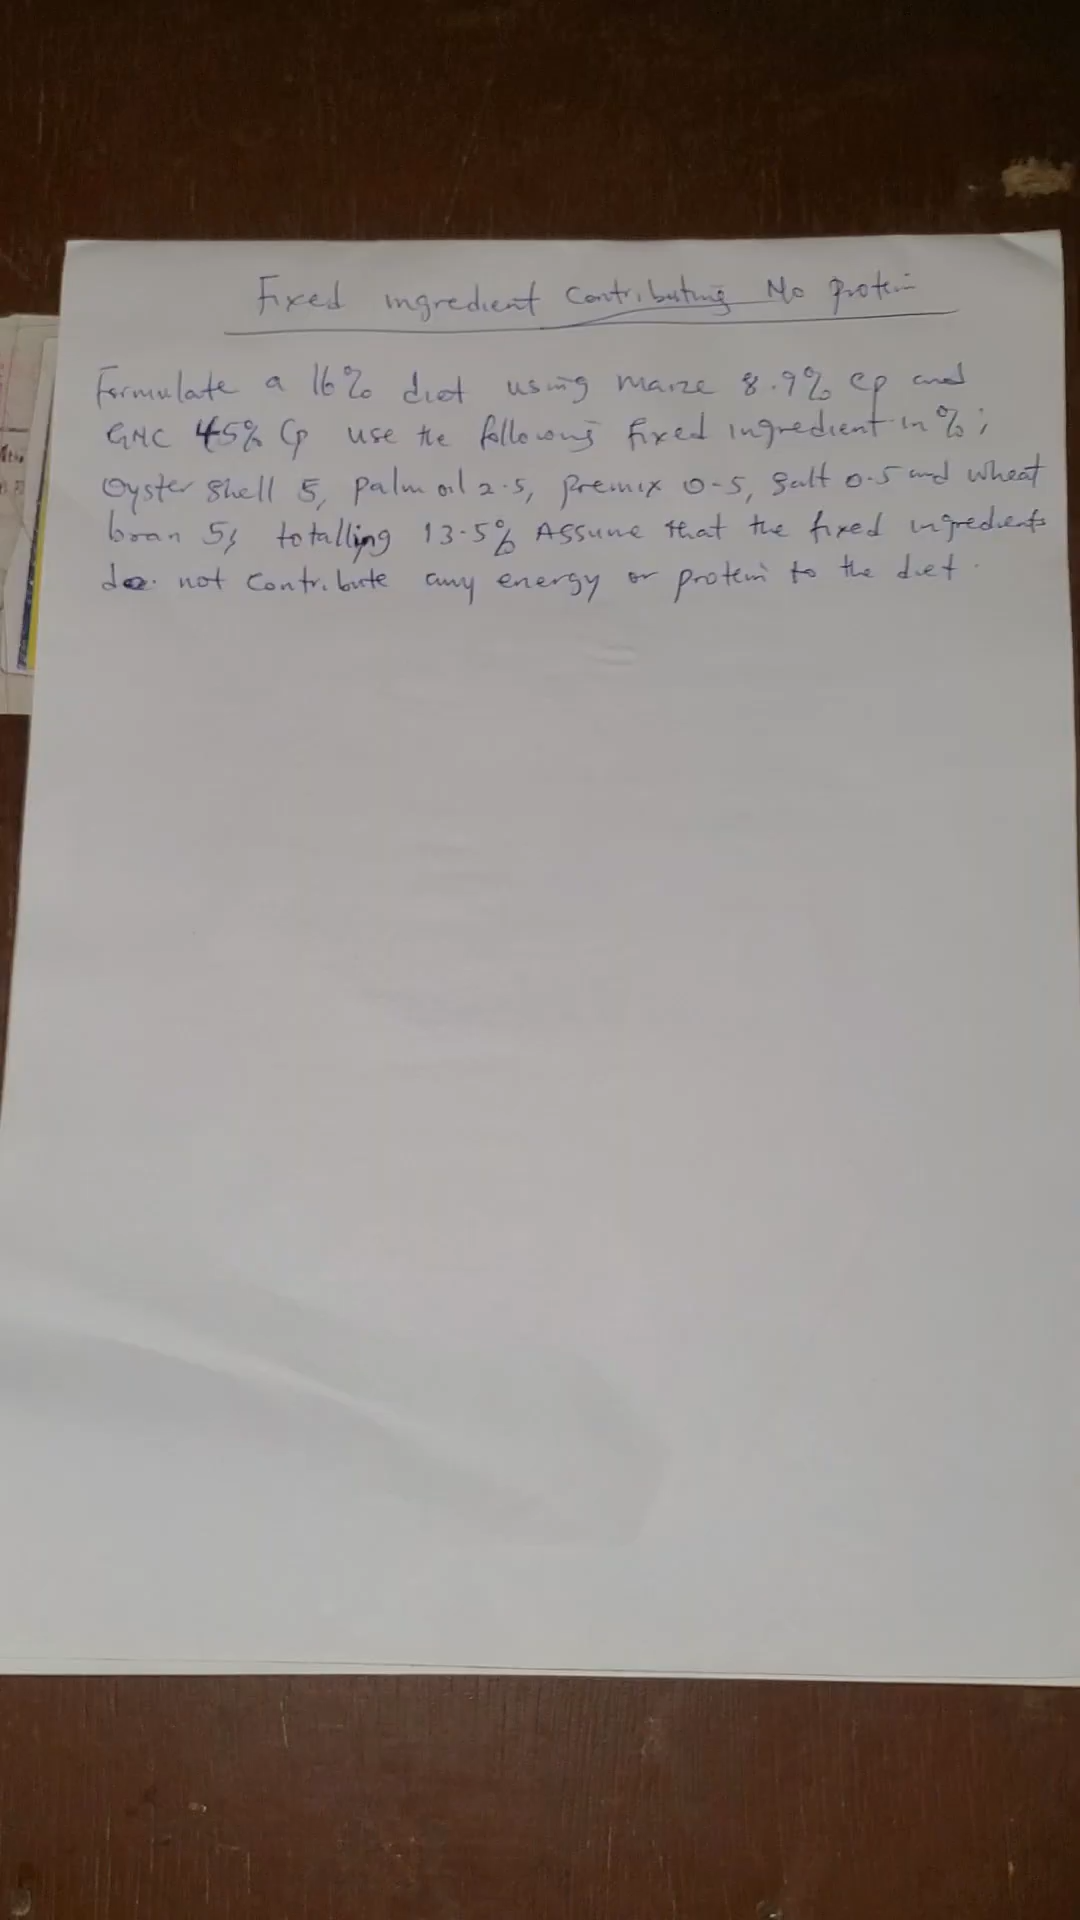 Fixed ingredient Contributing No protein
Formulate a 16% diet using maize 8.9% cp and
GNC 45% Cp use the following fixed ingredient in %;
Oyster shell 5, palm oil 2.5, premix 0.5, salt 0.5 and wheat
bran 5; totalling 13.5% Assume that the fixed ingredients
do not contribute any energy or protein to the diet.